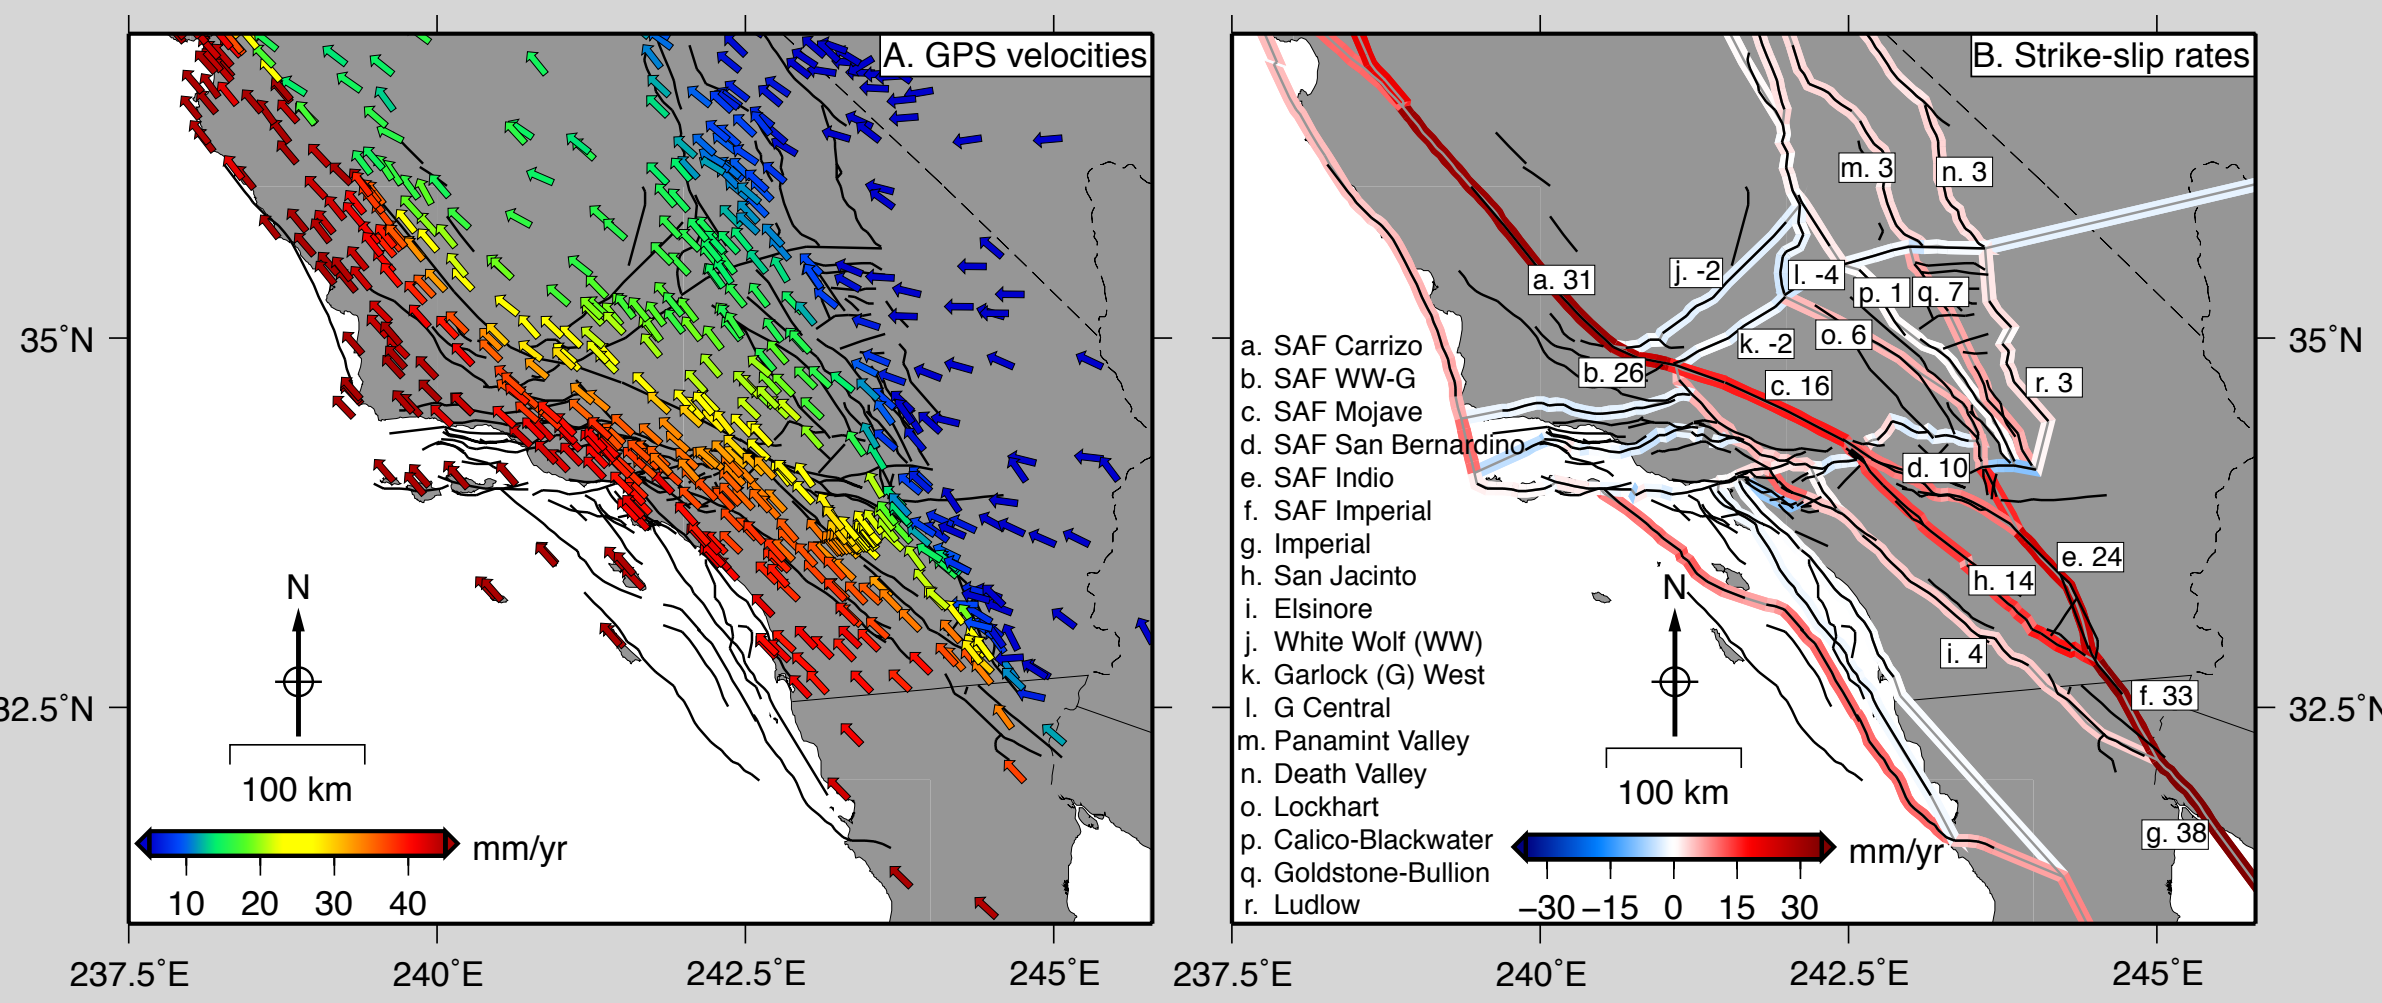 A. GPS velocities
35°N
32.5°N
N
100 km
mm/yr
10 20 30 40
237.5°E 240°E 242.5°E 245°E
B. Strike-slip rates
m. 3
n. 3
a. 31
j. -2
l. -4
p. 1
q. 7
k. -2
o. 6
b. 26
c. 16
r. 3
d. 10
e. 24
h. 14
i. 4
f. 33
g. 38
a. SAF Carrizo
b. SAF WW-G
c. SAF Mojave
d. SAF San Bernardino
e. SAF Indio
f. SAF Imperial
g. Imperial
h. San Jacinto
i. Elsinore
j. White Wolf (WW)
k. Garlock (G) West
l. G Central
m. Panamint Valley
n. Death Valley
o. Lockhart
p. Calico-Blackwater
q. Goldstone-Bullion
r. Ludlow
N
100 km
mm/yr
−30 −15 0 15 30
35°N
32.5°N
237.5°E 240°E 242.5°E 245°E